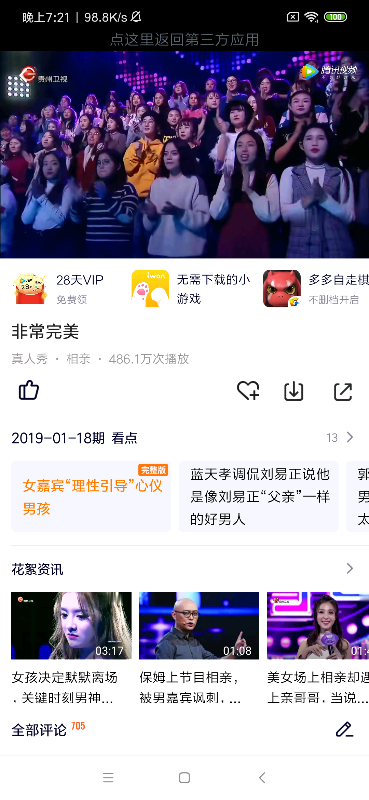 晚上7:21 | 98.8K/s
100
点这里返回第三方应用
贵州卫视
腾讯视频
28天VIP
免费领
无需下载的小
游戏
多多自走棋
不删档开启
非常完美
真人秀 · 相亲 · 486.1万次播放
2019-01-18期 看点
13
完整版
女嘉宾“理性引导”心仪
男孩
蓝天孝调侃刘易正说他
是像刘易正“父亲”一样
的好男人
郭
男
太
花絮资讯
03:17
01:08
女孩决定默默离场
，关键时刻男神...
保姆上节目相亲，
被男嘉宾讽刺，...
美女场上相亲却遇
上亲哥哥，当说...
全部评论 705